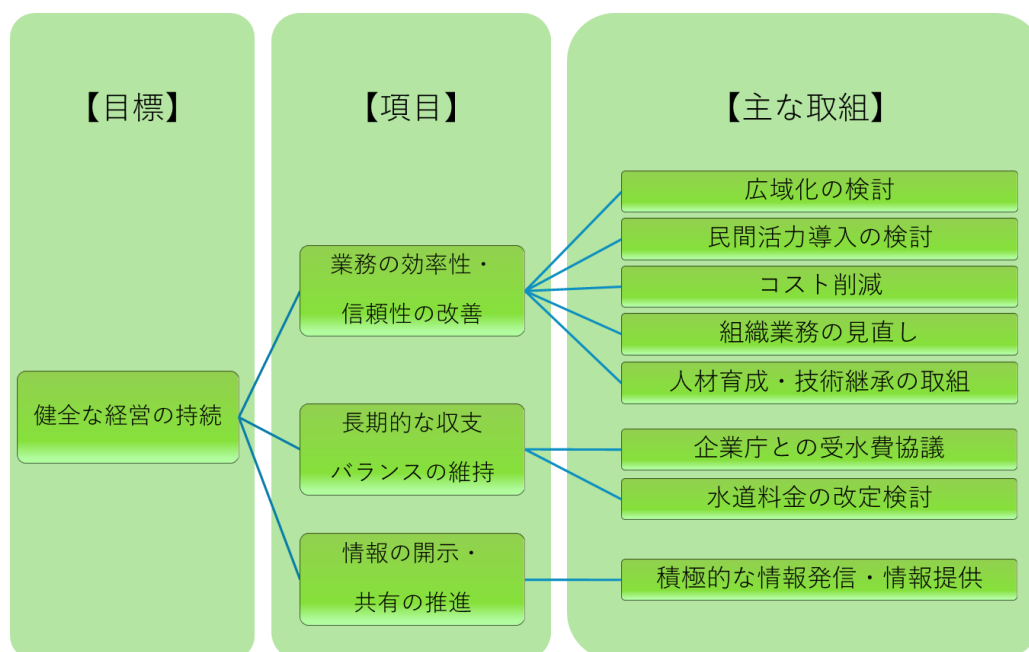 【目標】
【項目】
【主な取組】
健全な経営の持続
業務の効率性・
信頼性の改善
長期的な収支
バランスの維持
情報の開示・
共有の推進
広域化の検討
民間活力導入の検討
コスト削減
組織業務の見直し
人材育成・技術継承の取組
企業庁との受水費協議
水道料金の改定検討
積極的な情報発信・情報提供